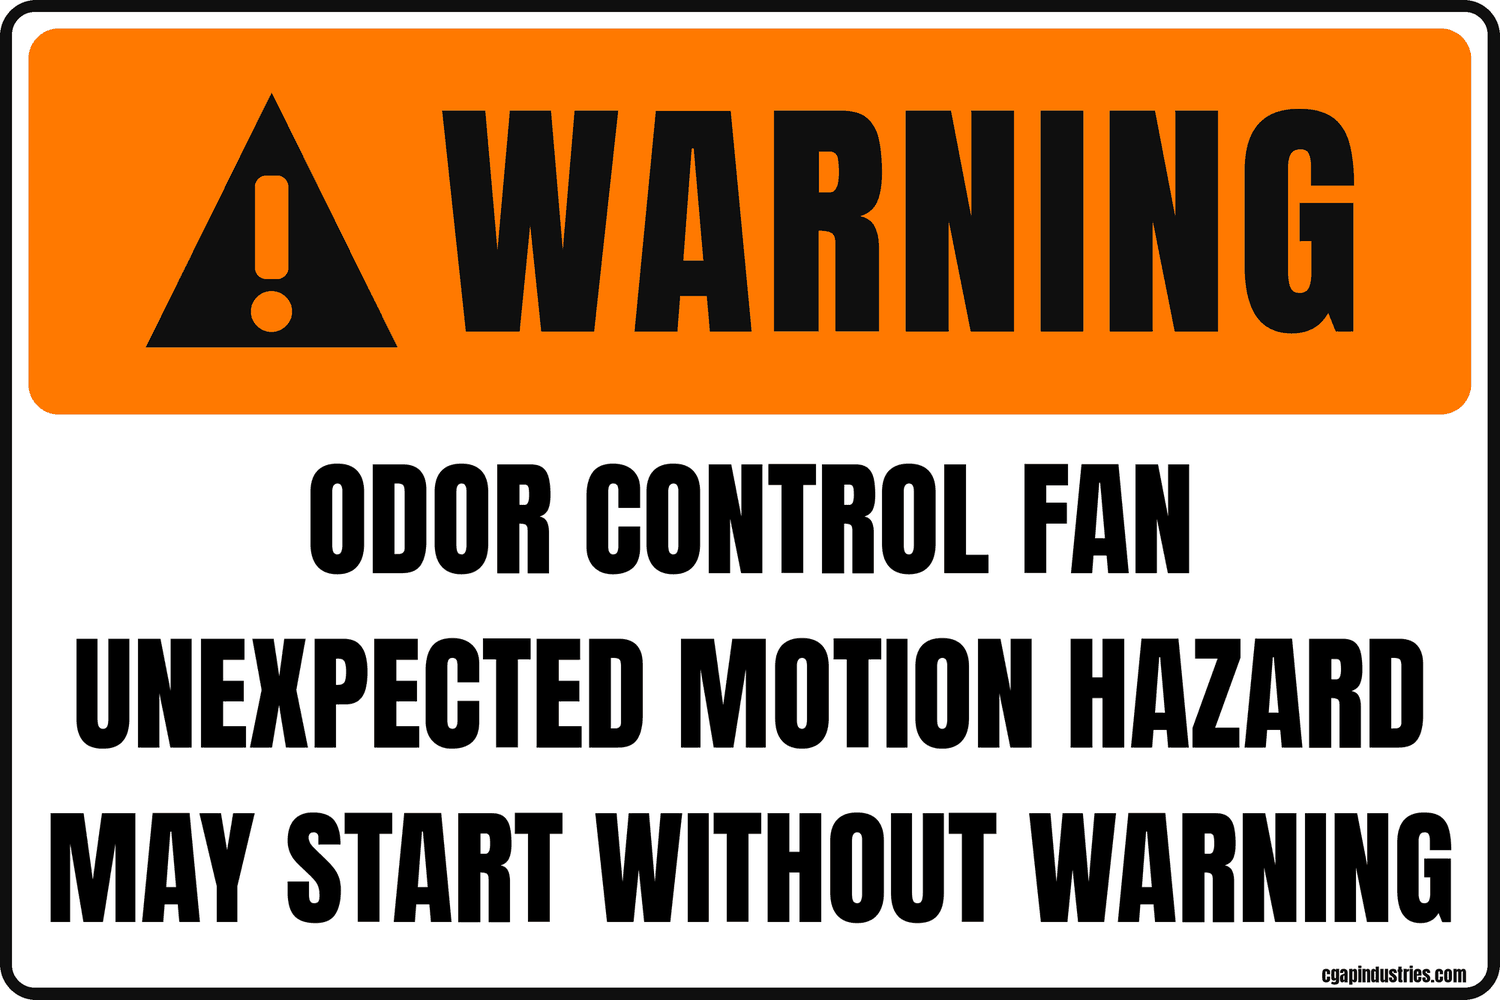 WARNING
ODOR CONTROL FAN
UNEXPECTED MOTION HAZARD
MAY START WITHOUT WARNING
cgapindustries.com